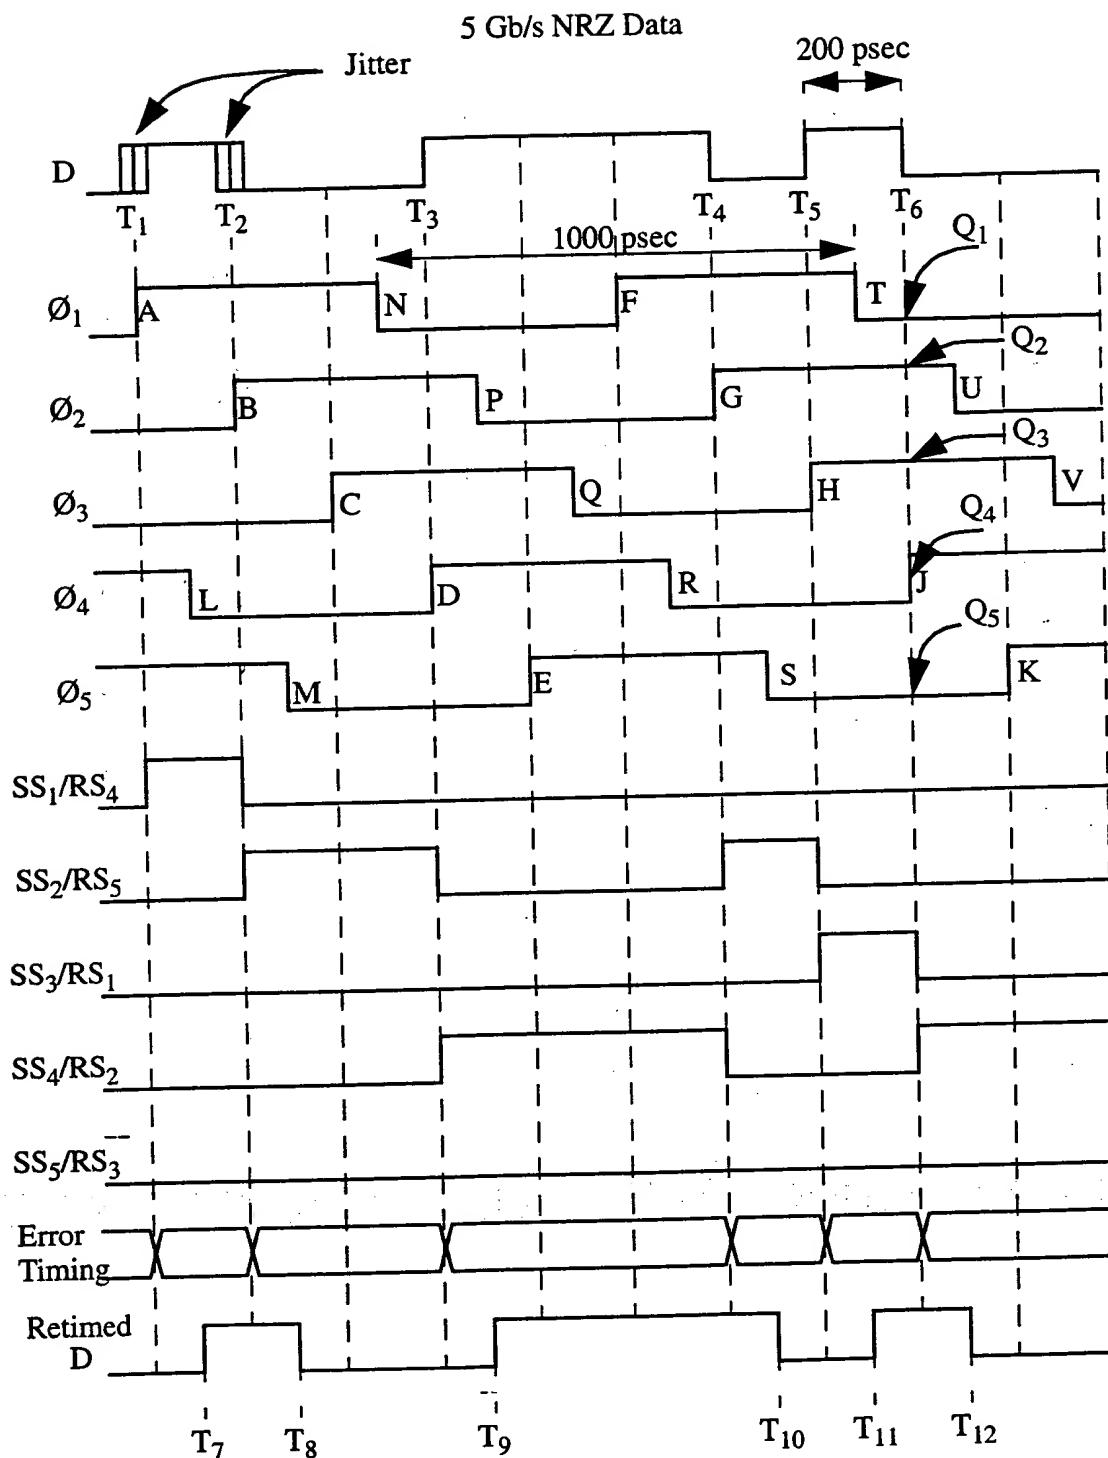 5 Gb/s NRZ Data
200 psec
Jitter
D
T1 T2 T3 T4 T5 T6
1000 psec
Q1
Ø1 A N F T
Q2
Ø2 B P G U
Q3
Ø3 C Q H V
Q4
Ø4 L D R J
Q5
Ø5 M E S K
SS1/RS4
SS2/RS5
SS3/RS1
SS4/RS2
SS5/RS3
Error
Timing
Retimed
D
T7 T8 T9 T10 T11 T12